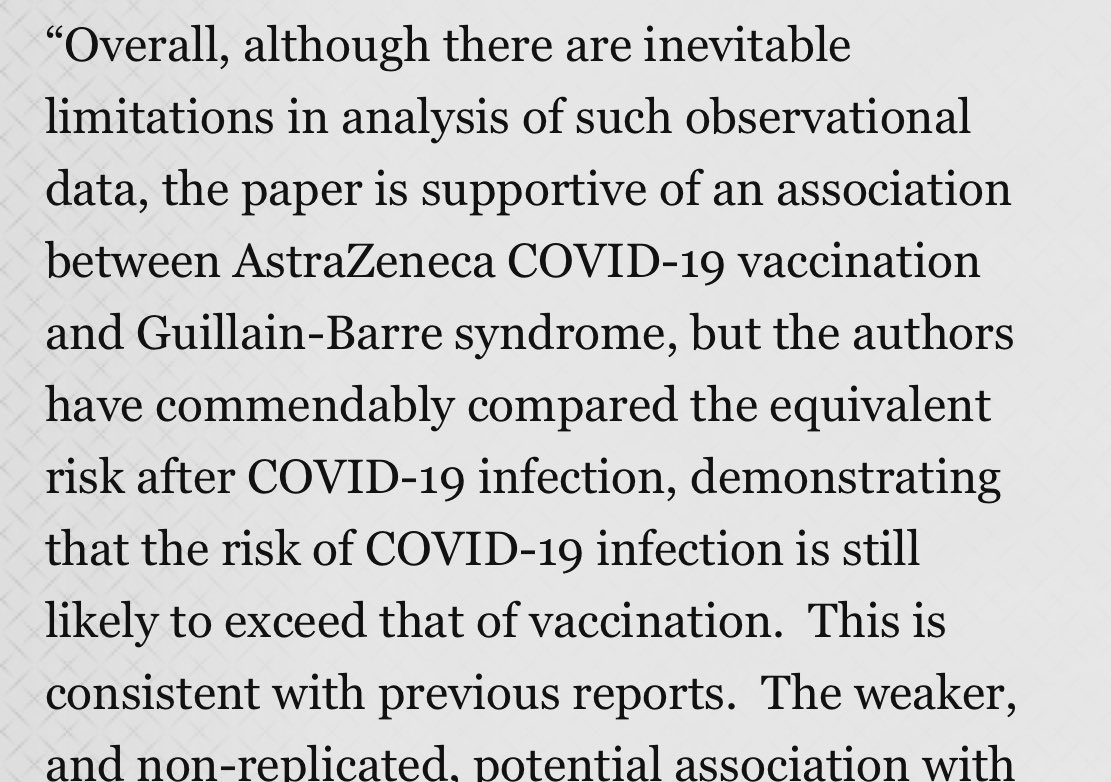 “Overall, although there are inevitable
limitations in analysis of such observational
data, the paper is supportive of an association
between AstraZeneca COVID-19 vaccination
and Guillain-Barre syndrome, but the authors
have commendably compared the equivalent
risk after COVID-19 infection, demonstrating
that the risk of COVID-19 infection is still
likely to exceed that of vaccination.  This is
consistent with previous reports.  The weaker,
and non-replicated, potential association with